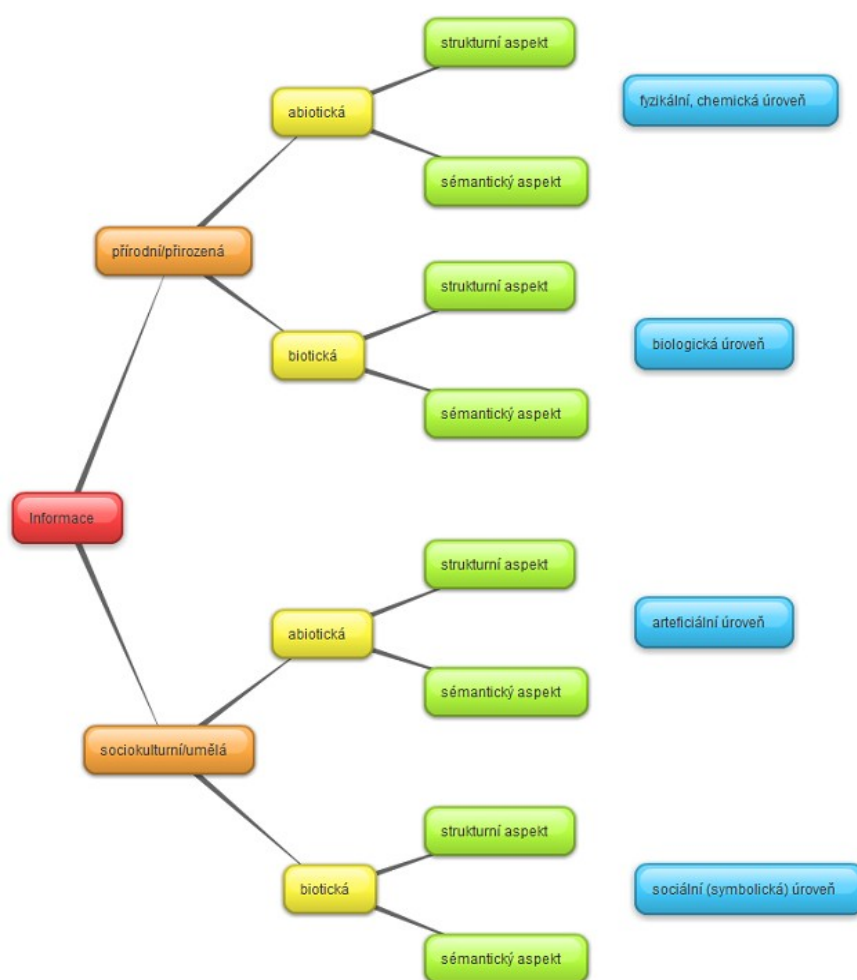 strukturní aspekt
abiotická
fyzikální, chemická úroveň
sémantický aspekt
přírodní/přirozená
strukturní aspekt
biotická
biologická úroveň
sémantický aspekt
Informace
strukturní aspekt
abiotická
arteficiální úroveň
sémantický aspekt
sociokulturní/umělá
strukturní aspekt
biotická
sociální (symbolická) úroveň
sémantický aspekt